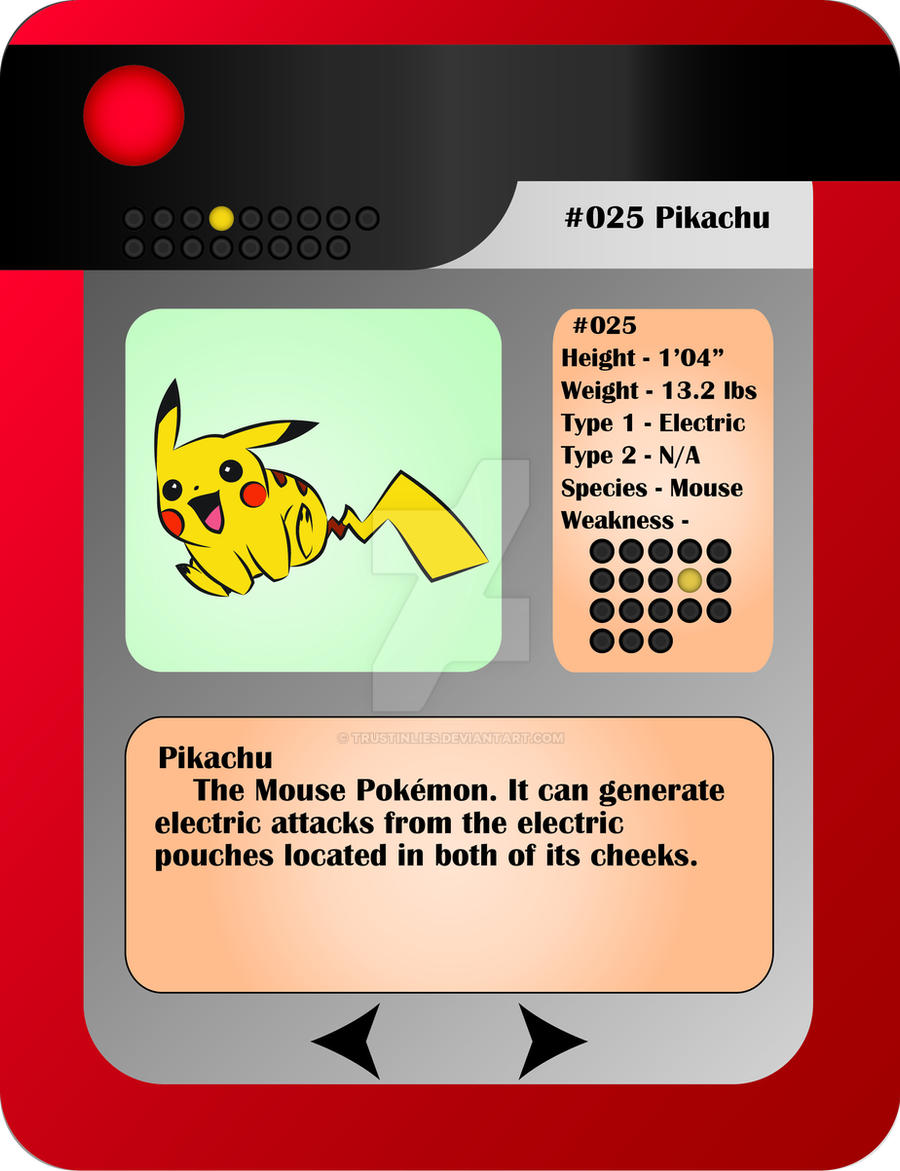 #025 Pikachu
#025
Height - 1’04”
Weight - 13.2 lbs
Type 1 - Electric
Type 2 - N/A
Species - Mouse
Weakness -
© TRUSTINLIES.DEVIANTART.COM
Pikachu
The Mouse Pokémon. It can generate
electric attacks from the electric
pouches located in both of its cheeks.